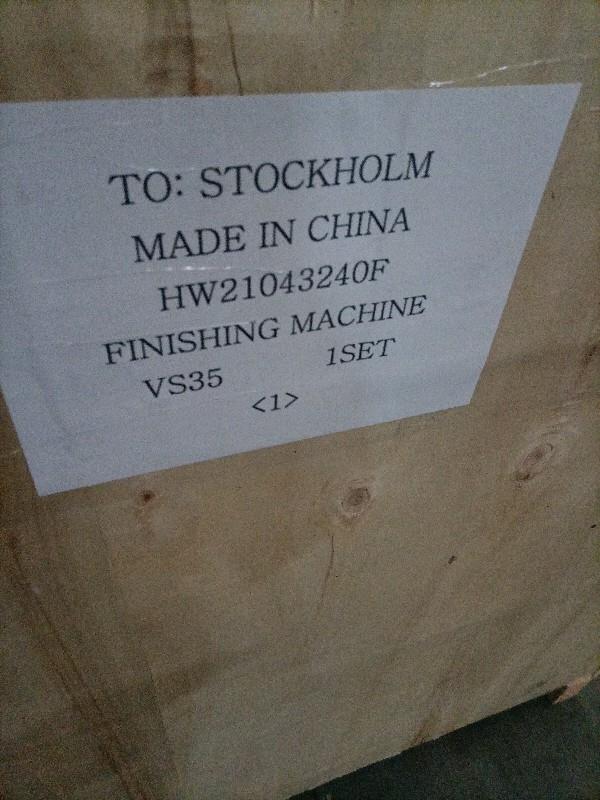 TO: STOCKHOLM
MADE IN CHINA
HW21043240F
FINISHING MACHINE
VS35 1SET
<1>